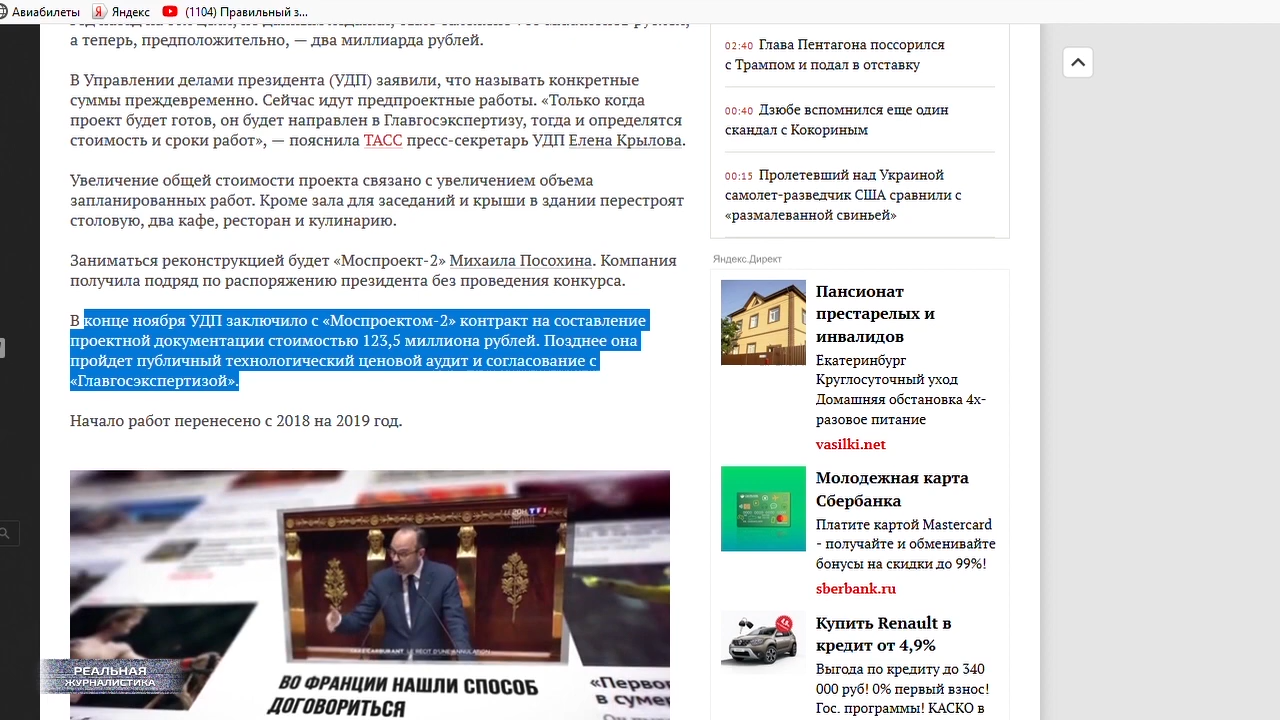 Авиабилеты
Яндекс
(1104) Правильный з...
а теперь, предположительно, — два миллиарда рублей.
В Управлении делами президента (УДП) заявили, что называть конкретные
суммы преждевременно. Сейчас идут предпроектные работы. «Только когда
проект будет готов, он будет направлен в Главгосэкспертизу, тогда и определятся
стоимость и сроки работ», — пояснила ТАСС пресс-секретарь УДП Елена Крылова.
Увеличение общей стоимости проекта связано с увеличением объема
запланированных работ. Кроме зала для заседаний и крыши в здании перестроят
столовую, два кафе, ресторан и кулинарию.
Заниматься реконструкцией будет «Моспроект-2» Михаила Посохина. Компания
получила подряд по распоряжению президента без проведения конкурса.
В конце ноября УДП заключило с «Моспроектом-2» контракт на составление
проектной документации стоимостью 123,5 миллиона рублей. Позднее она
пройдет публичный технологический ценовой аудит и согласование с
«Главгосэкспертизой».
Начало работ перенесено с 2018 на 2019 год.
20H TF1
CARBURANT : LE RÉCIT D'UNE ANNULATION
ВО ФРАНЦИИ НАШЛИ СПОСОБ
ДОГОВОРИТЬСЯ
«Перво
в суме
РЕАЛЬНАЯ
ЖУРНАЛИСТИКА
02:40 Глава Пентагона поссорился
с Трампом и подал в отставку
00:40 Дзюбе вспомнился еще один
скандал с Кокориным
00:15 Пролетевший над Украиной
самолет-разведчик США сравнили с
«размалеванной свиньей»
Яндекс.Директ
Пансионат
престарелых и
инвалидов
Екатеринбург
Круглосуточный уход
Домашняя обстановка 4х-
разовое питание
vasilki.net
Молодежная карта
Сбербанка
Платите картой Mastercard
- получайте и обменивайте
бонусы на скидки до 99%!
sberbank.ru
Купить Renault в
кредит от 4,9%
Выгода по кредиту до 340
000 руб. 0% первый взнос!
Гос. программы! КАСКО в